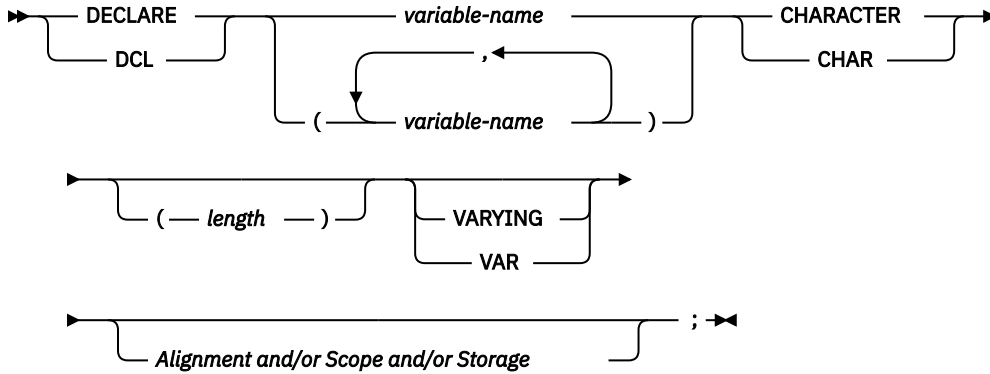 DECLARE variable-name CHARACTER
DCL , CHAR
( variable-name )
( length ) VARYING
VAR
;
Alignment and/or Scope and/or Storage